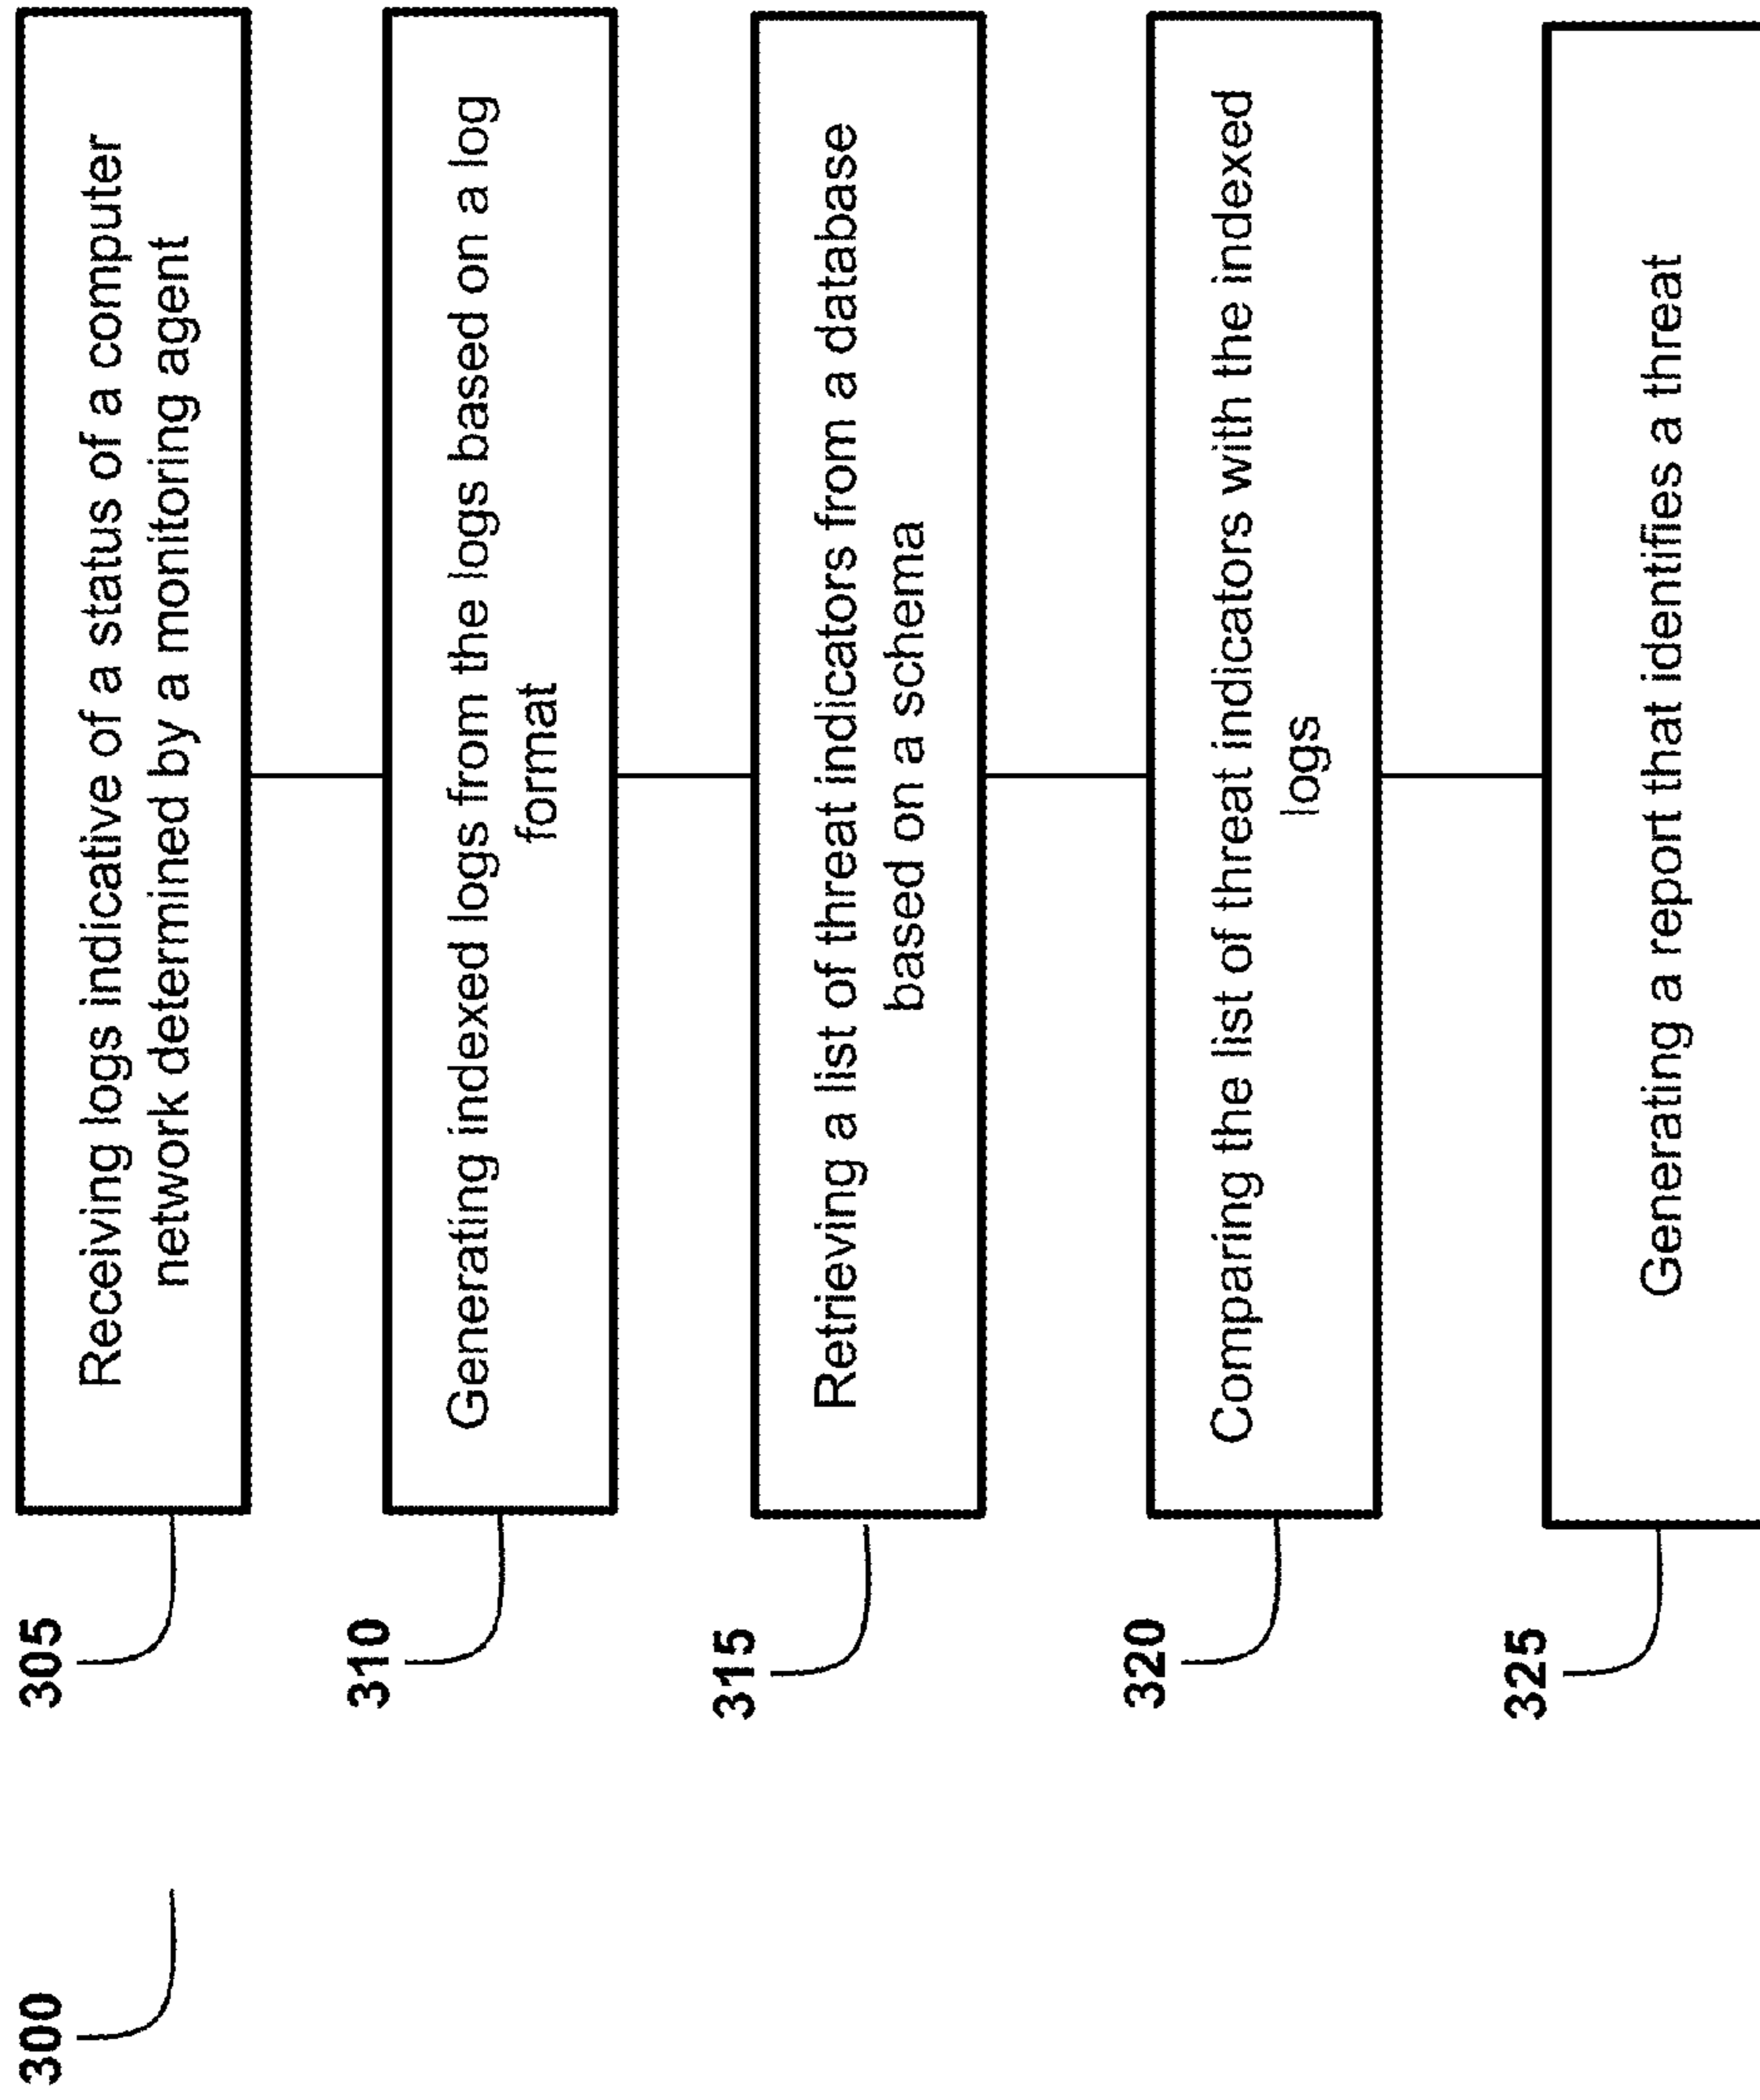 300
305
Receiving logs indicative of a status of a computer
network determined by a monitoring agent
310
Generating indexed logs from the logs based on a log
format
315
Retrieving a list of threat indicators from a database
based on a schema
320
Comparing the list of threat indicators with the indexed
logs
325
Generating a report that identifies a threat